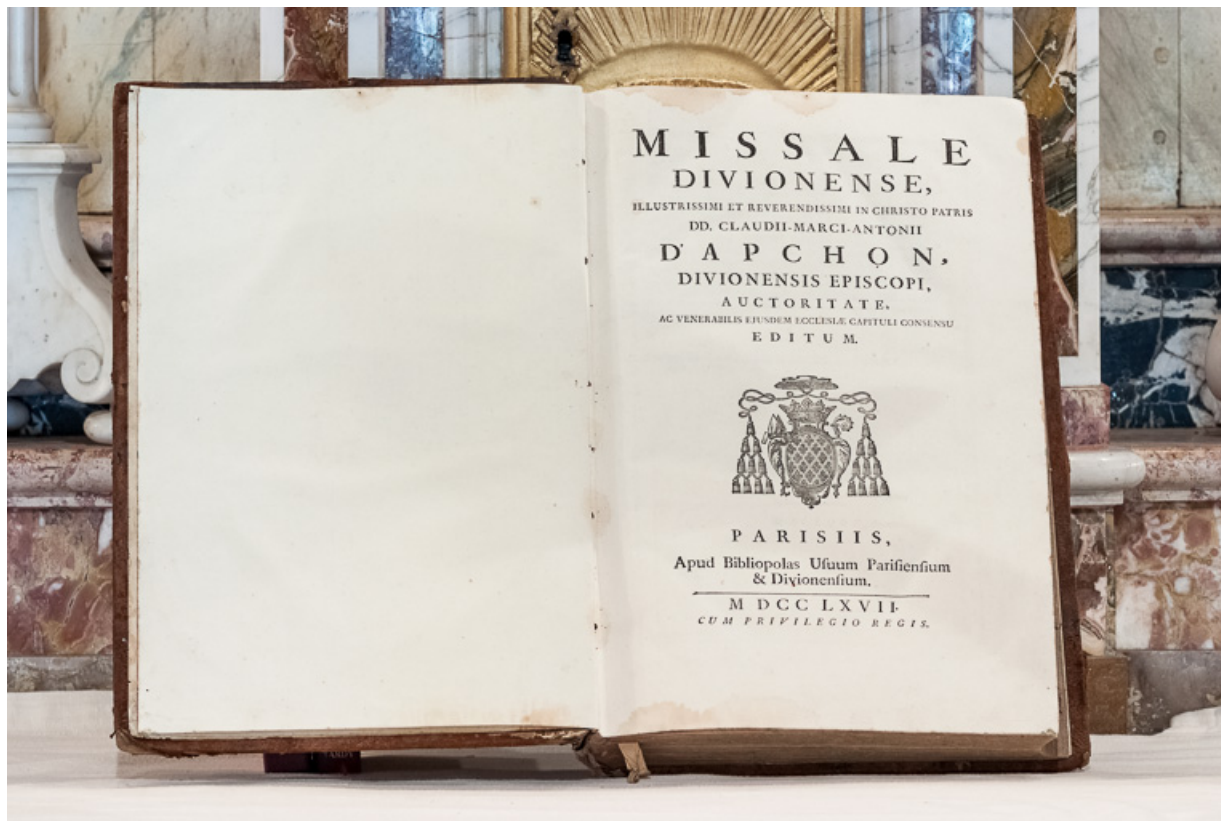 MISSALE
DIVIONENSE,
ILLUSTRISSIMI ET REVERENDISSIMI IN CHRISTO PATRIS
DD. CLAUDII-MARCI-ANTONII
D'APCHON,
DIVIONENSIS EPISCOPI,
AUCTORITATE,
AC VENERABILIS EJUSDEM ECCLESIÆ CAPITULI CONSENSU
EDITUM.
PARISIIS,
Apud Bibliopolas Uſuum Pariſienſium
& Divionenſium.
M DCC LXVII.
CUM PRIVILEGIO REGIS.